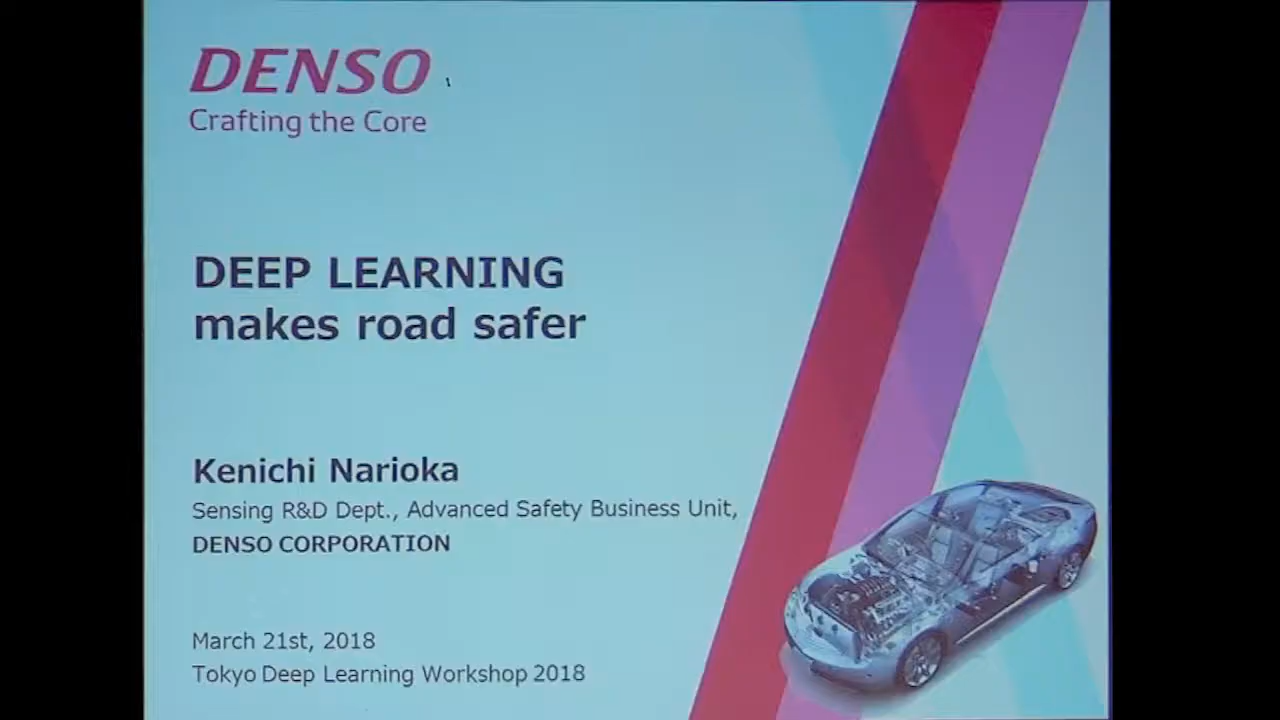 DENSO
Crafting the Core
DEEP LEARNING
makes road safer
Kenichi Narioka
Sensing R&D Dept., Advanced Safety Business Unit,
DENSO CORPORATION
March 21st, 2018
Tokyo Deep Learning Workshop 2018